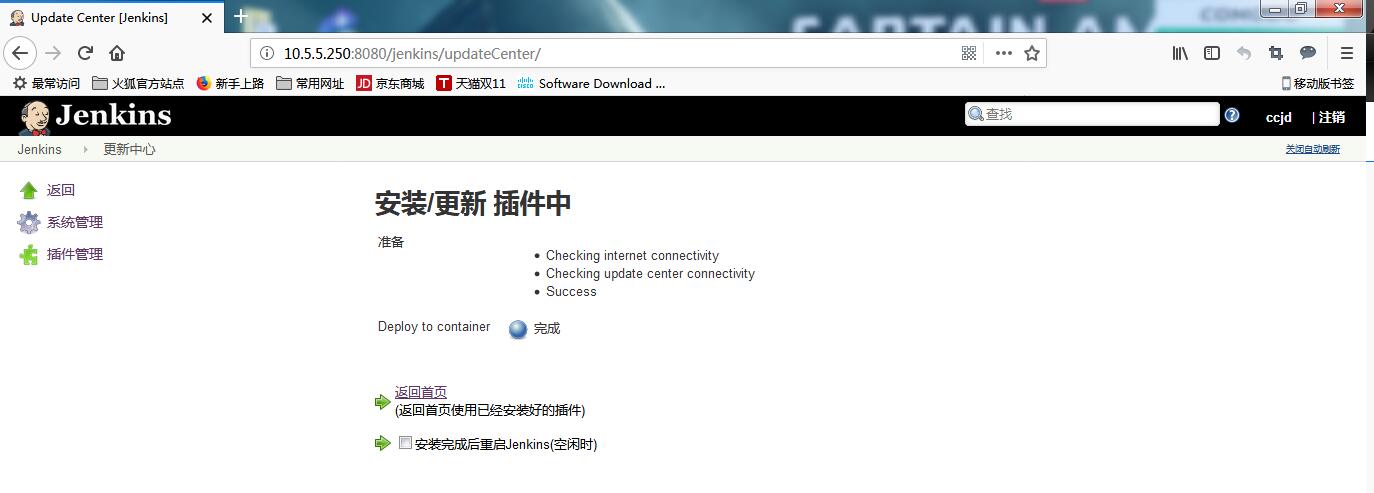 Update Center [Jenkins]
10.5.5.250:8080/jenkins/updateCenter/
最常访问 火狐官方站点 新手上路 常用网址 JD 京东商城 T 天猫双11 cisco Software Download ... 移动版书签
Jenkins 查找 ccjd | 注销
Jenkins 更新中心 关闭自动刷新
返回
系统管理
插件管理
安装/更新 插件中
准备
Checking internet connectivity
Checking update center connectivity
Success
Deploy to container 完成
返回首页
(返回首页使用已经安装好的插件)
安装完成后重启Jenkins(空闲时)